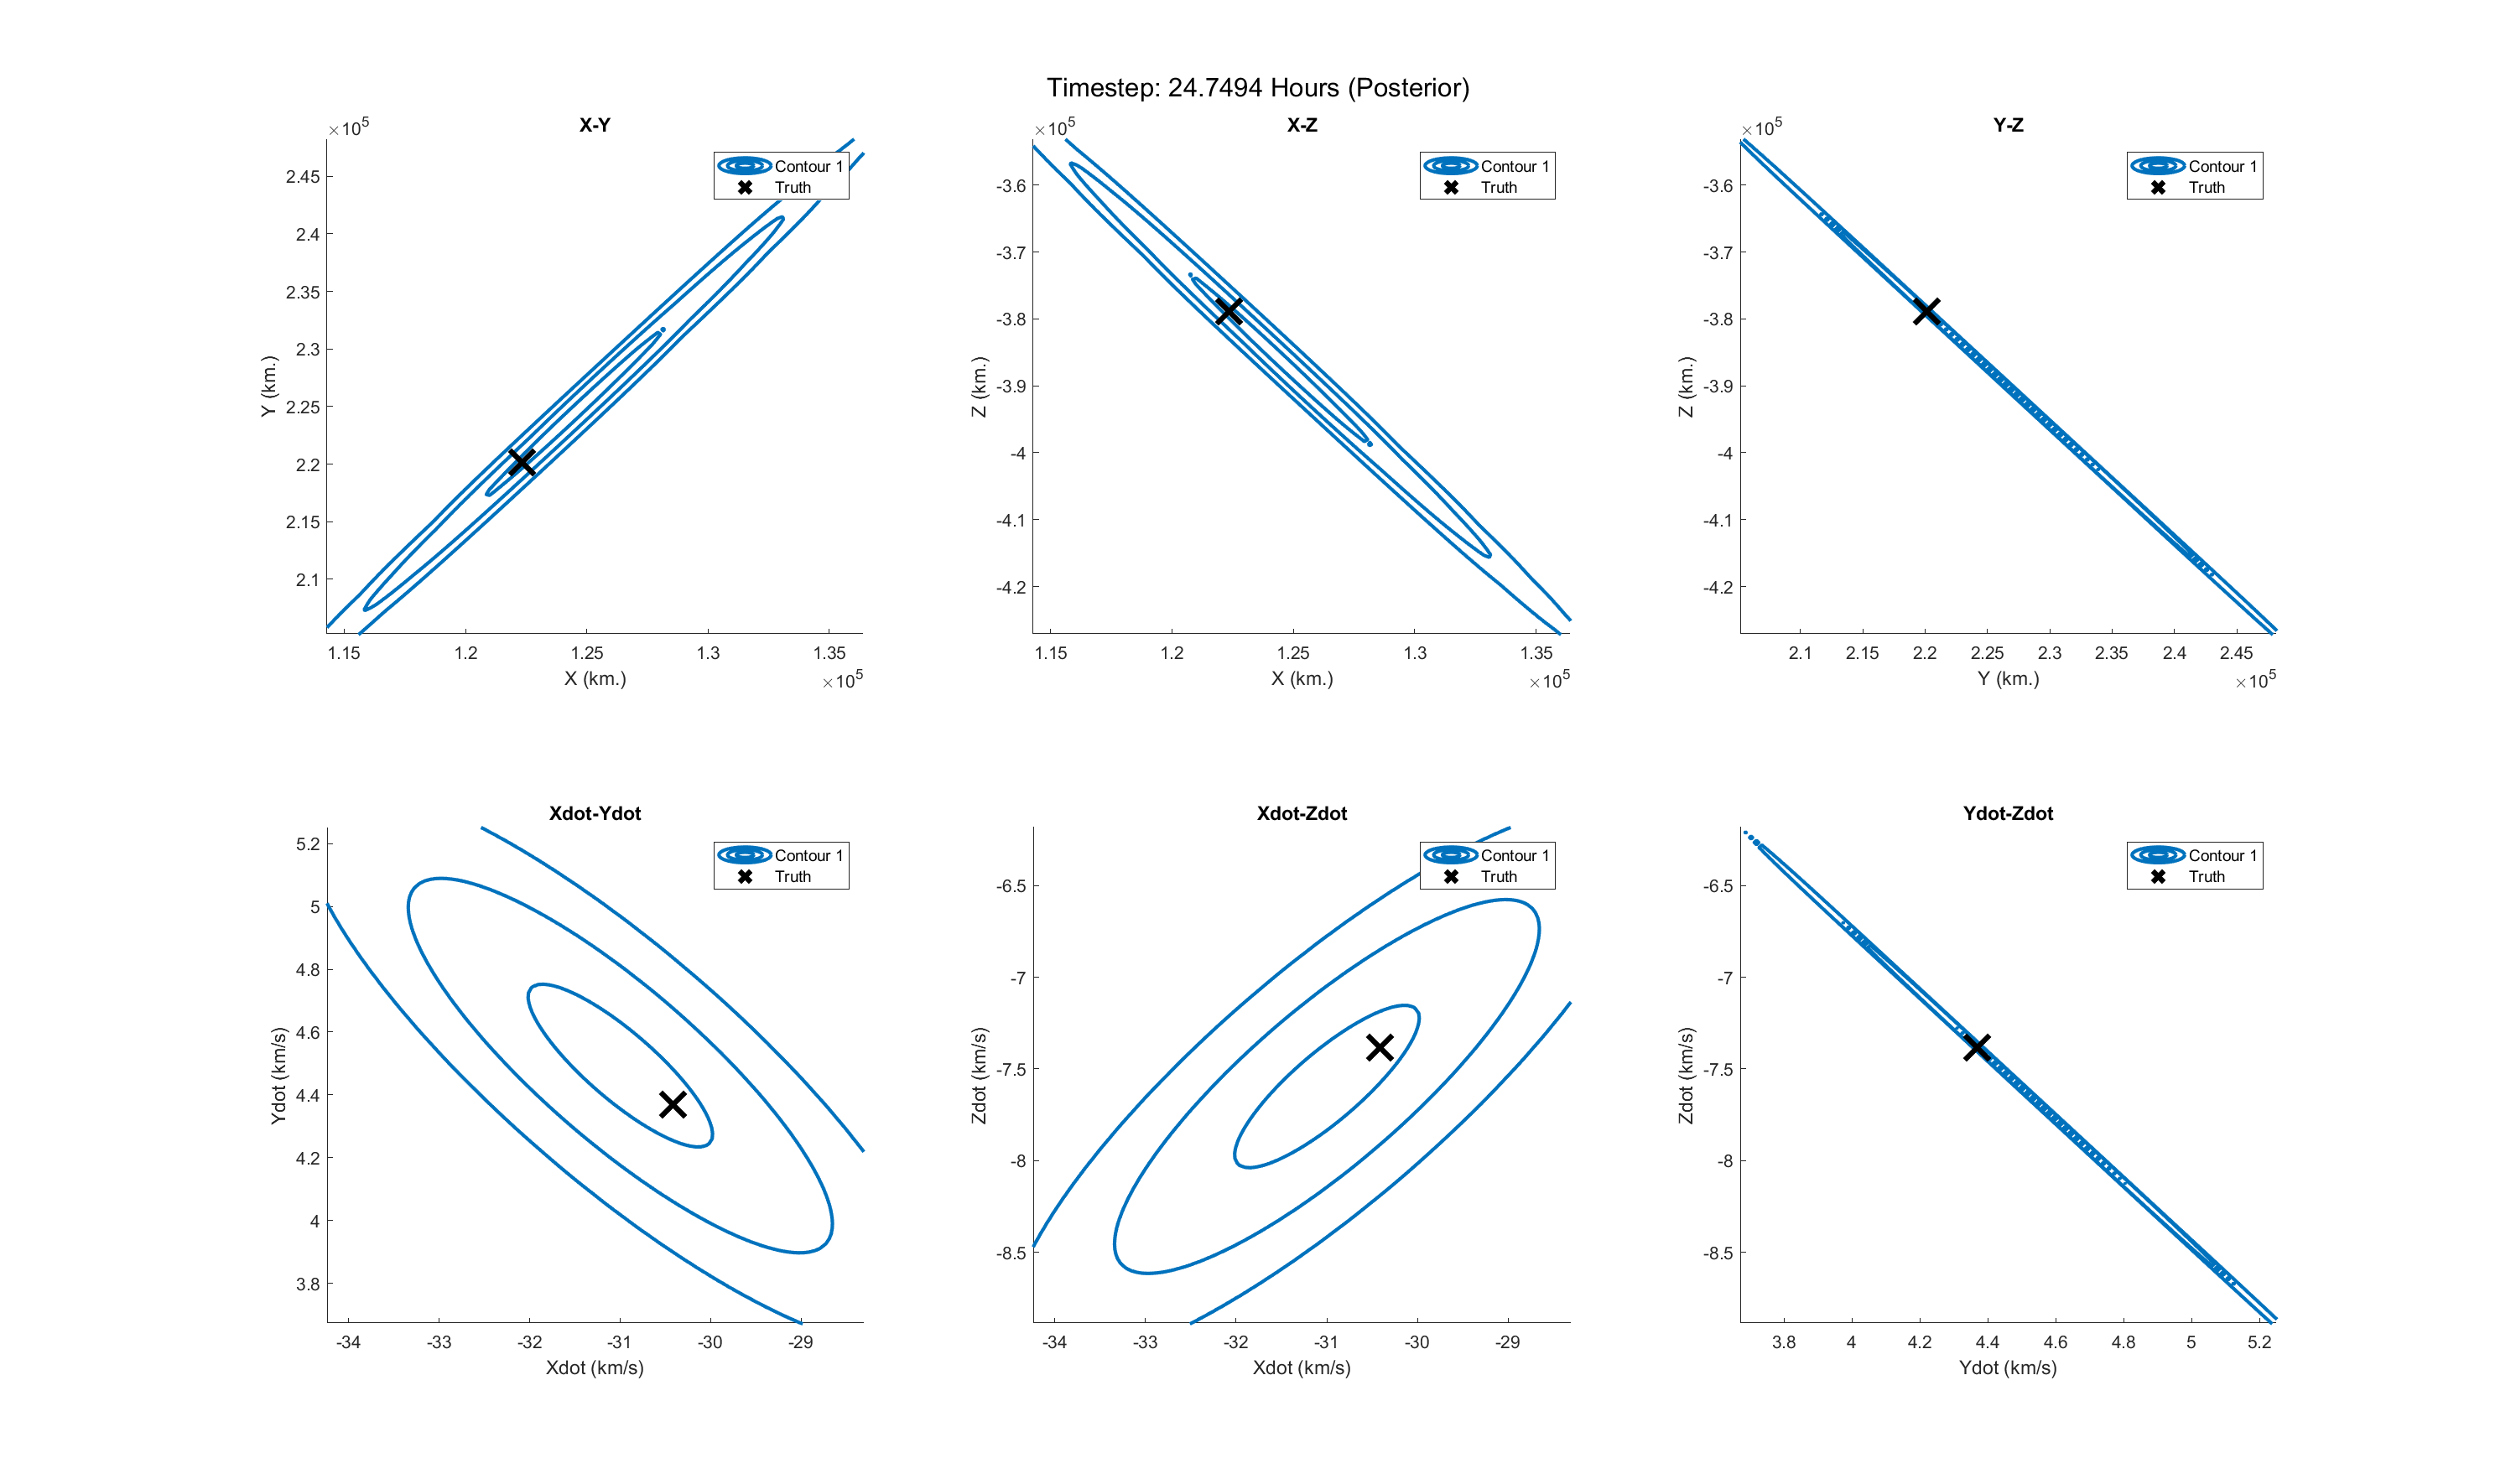 Timestep: 24.7494 Hours (Posterior)
X-Y
×10^5
2.45
2.4
2.35
2.3
2.25
2.2
2.15
2.1
Y (km.)
1.15 1.2 1.25 1.3 1.35
X (km.)
×10^5
Contour 1
Truth
X-Z
×10^5
-3.6
-3.7
-3.8
-3.9
-4
-4.1
-4.2
Z (km.)
1.15 1.2 1.25 1.3 1.35
X (km.)
×10^5
Contour 1
Truth
Y-Z
×10^5
-3.6
-3.7
-3.8
-3.9
-4
-4.1
-4.2
Z (km.)
2.1 2.15 2.2 2.25 2.3 2.35 2.4 2.45
Y (km.)
×10^5
Contour 1
Truth
Xdot-Ydot
5.2
5
4.8
4.6
4.4
4.2
4
3.8
Ydot (km/s)
-34 -33 -32 -31 -30 -29
Xdot (km/s)
Contour 1
Truth
Xdot-Zdot
-6.5
-7
-7.5
-8
-8.5
Zdot (km/s)
-34 -33 -32 -31 -30 -29
Xdot (km/s)
Contour 1
Truth
Ydot-Zdot
-6.5
-7
-7.5
-8
-8.5
Zdot (km/s)
3.8 4 4.2 4.4 4.6 4.8 5 5.2
Ydot (km/s)
Contour 1
Truth